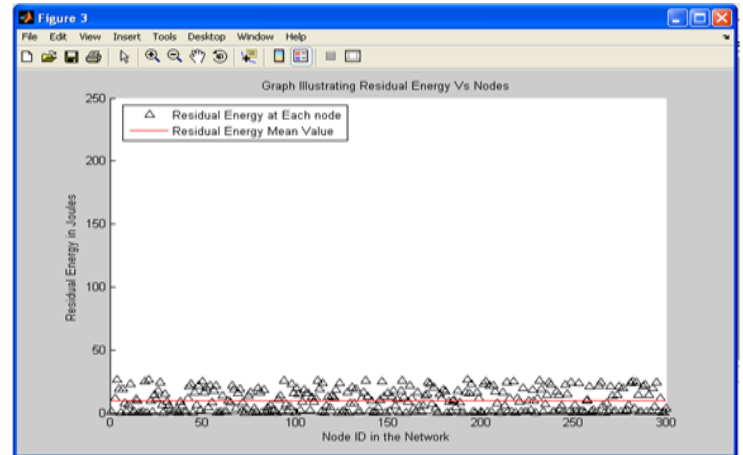 Figure 3
File Edit View Insert Tools Desktop Window Help
Graph Illustrating Residual Energy Vs Nodes
Residual Energy at Each node
Residual Energy Mean Value
250
200
150
100
50
0
Residual Energy in Joules
0 50 100 150 200 250 300
Node ID in the Network